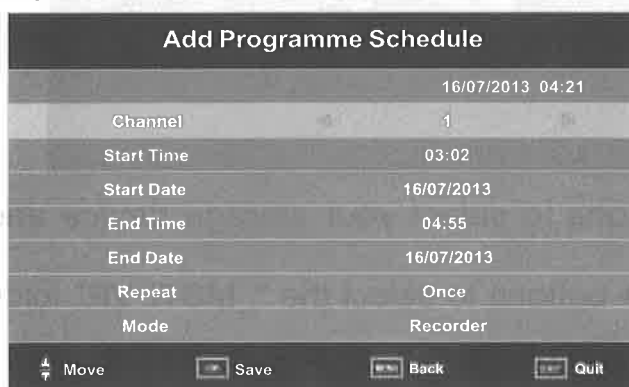 Add Programme Schedule
16/07/2013 04:21
Channel 1
Start Time 03:02
Start Date 16/07/2013
End Time 04:55
End Date 16/07/2013
Repeat Once
Mode Recorder
Move Save Back Quit